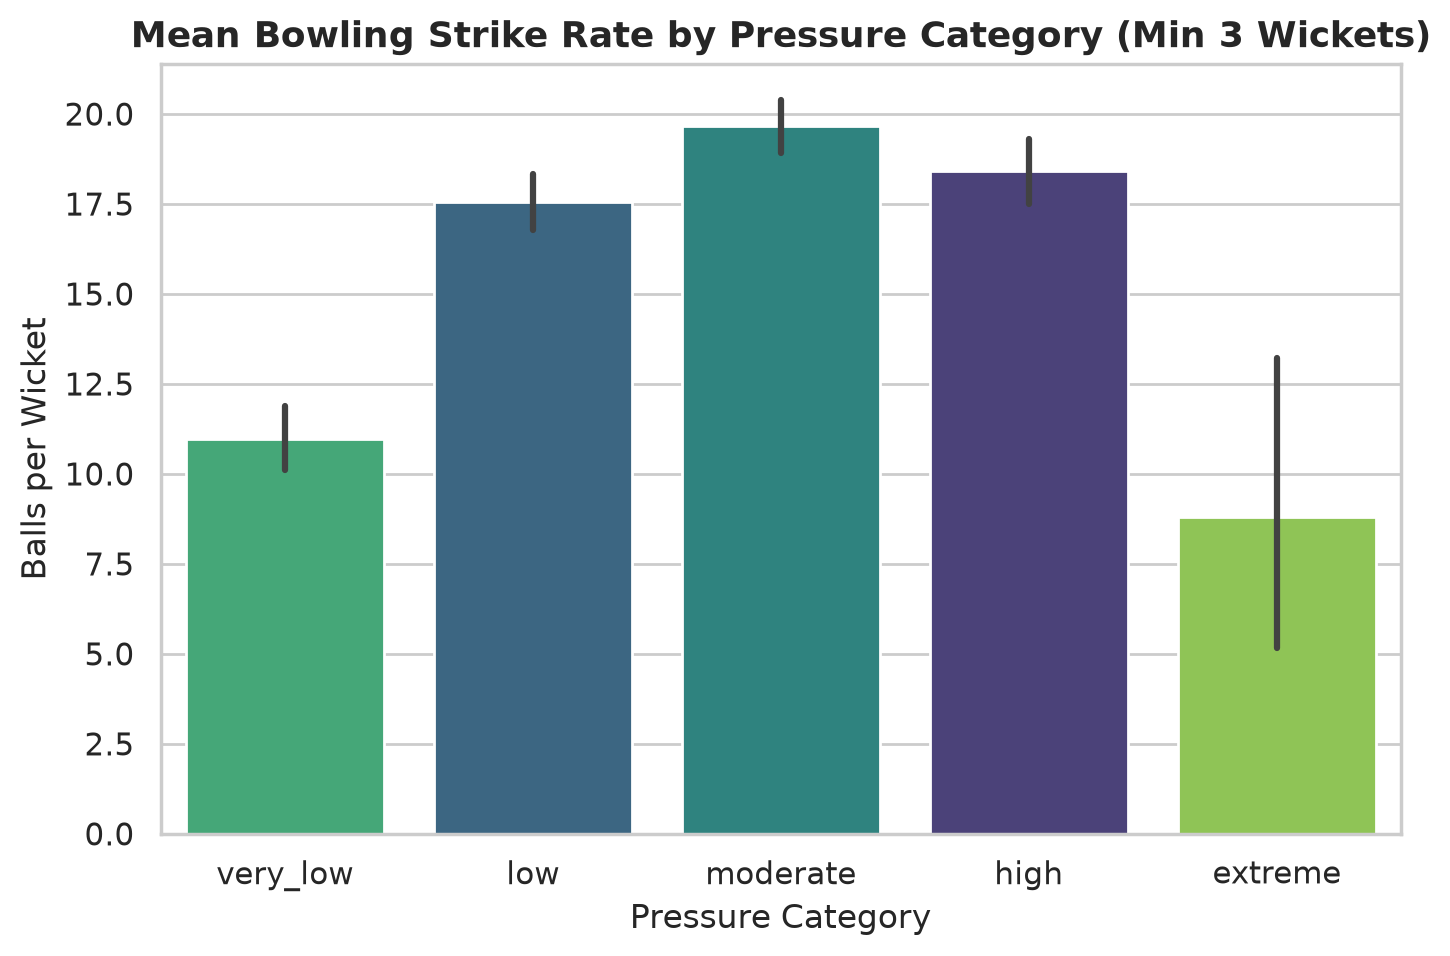 Mean Bowling Strike Rate by Pressure Category (Min 3 Wickets)
Balls per Wicket
20.0
17.5
15.0
12.5
10.0
7.5
5.0
2.5
0.0
very_low low moderate high extreme
Pressure Category